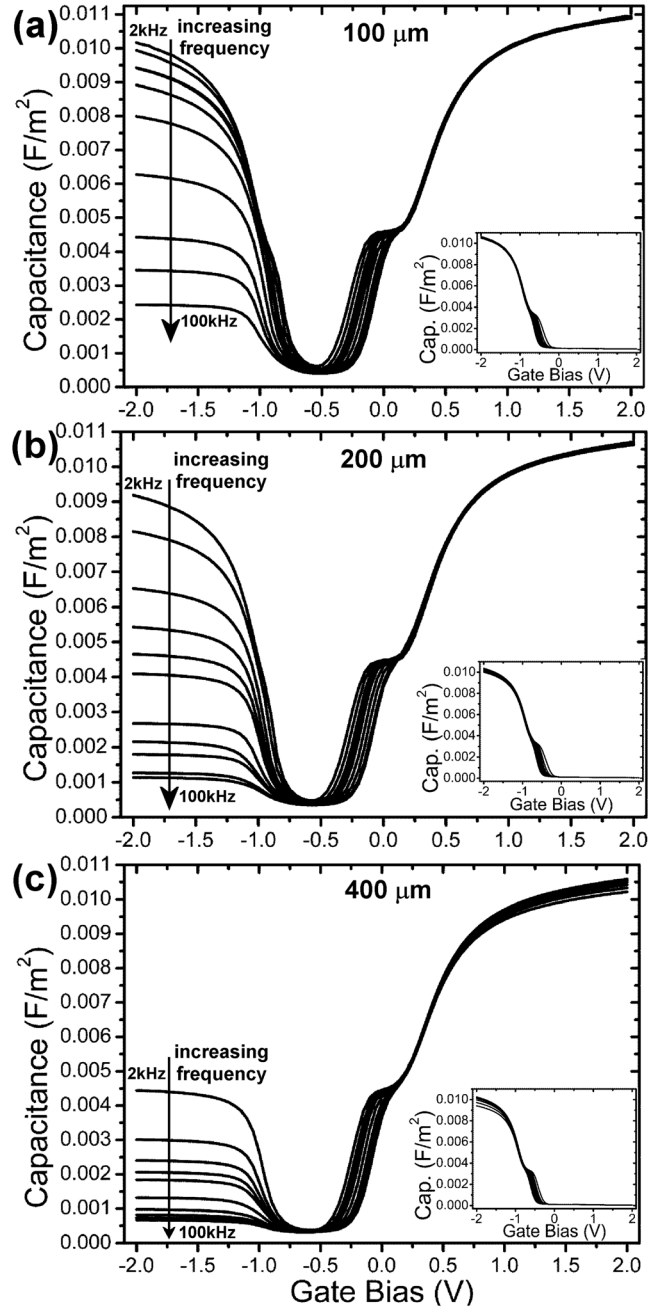 (a)
100 μm
2kHz
increasing
frequency
100kHz
Capacitance (F/m²)
0.011
0.010
0.009
0.008
0.007
0.006
0.005
0.004
0.003
0.002
0.001
0.000
-2.0 -1.5 -1.0 -0.5 0.0 0.5 1.0 1.5 2.0
Cap. (F/m²)
0.010
0.008
0.006
0.004
0.002
0.000
-2 -1 0 1 2
Gate Bias (V)
(b)
200 μm
increasing
frequency
2kHz
100kHz
Capacitance (F/m²)
0.011
0.010
0.009
0.008
0.007
0.006
0.005
0.004
0.003
0.002
0.001
0.000
-2.0 -1.5 -1.0 -0.5 0.0 0.5 1.0 1.5 2.0
Cap. (F/m²)
0.010
0.008
0.006
0.004
0.002
0.000
-2 -1 0 1 2
Gate Bias (V)
(c)
400 μm
increasing
frequency
2kHz
100kHz
Capacitance (F/m²)
0.011
0.010
0.009
0.008
0.007
0.006
0.005
0.004
0.003
0.002
0.001
0.000
-2.0 -1.5 -1.0 -0.5 0.0 0.5 1.0 1.5 2.0
Cap. (F/m²)
0.010
0.008
0.006
0.004
0.002
0.000
-2 -1 0 1 2
Gate Bias (V)
Gate Bias (V)